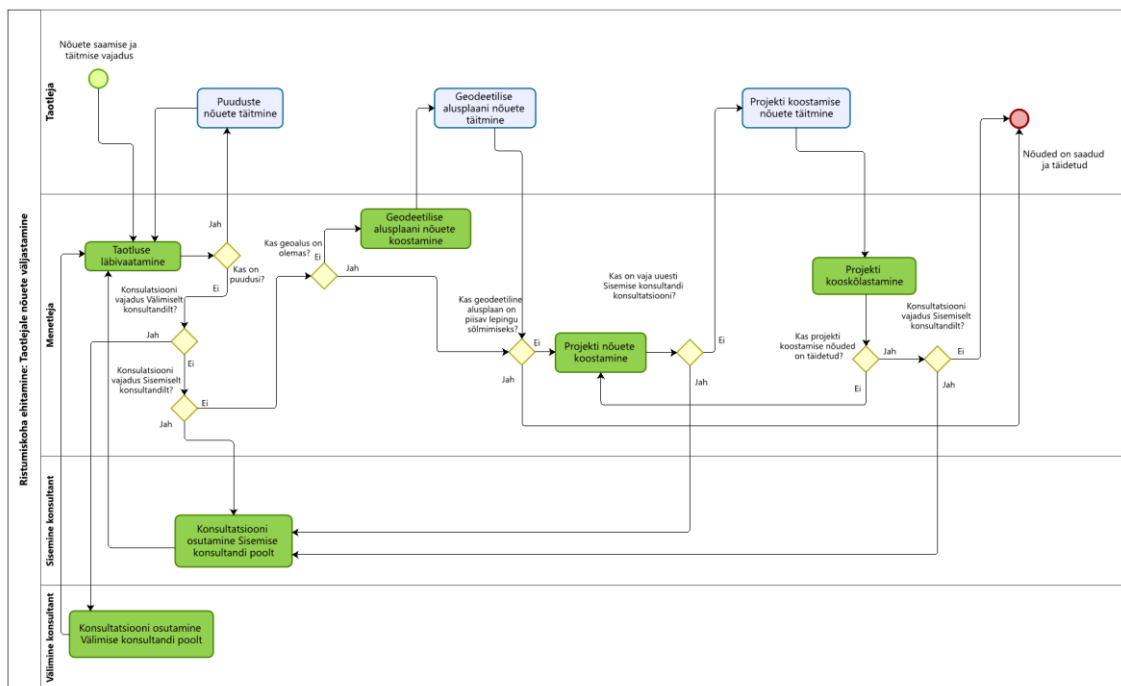 Ristumiskoha ehitamine: Taotlejale nõuete väljastamine
Taotleja
Nõuete saamise ja
täitmise vajadus
Puuduste
nõuete täitmine
Geodeetilise
alusplaani nõuete
täitmine
Projekti koostamise
nõuete täitmine
Nõuded on saadud
ja täidetud
Menetleja
Taotluse
läbivaatamine
Jah
Kas on
puudusi?
Ei
Konsulatsiooni
vajadus Välimiselt
konsultandilt?
Jah
Ei
Konsulatsiooni
vajadus Sisemiselt
konsultandilt?
Ei
Jah
Kas geoalus on
olemas?
Ei
Jah
Geodeetilise
alusplaani nõuete
koostamine
Kas geodeetiline
alusplaan on
piisav lepingu
sõlmimiseks?
Ei
Jah
Projekti nõuete
koostamine
Kas on vaja uuesti
Sisemise konsultandi
konsultatsiooni?
Ei
Jah
Projekti
kooskõlastamine
Kas projekti
koostamise nõuded
on täidetud?
Jah
Ei
Konsultatsiooni
vajadus Sisemiselt
konsultandilt?
Ei
Jah
Sisemine konsultant
Konsultatsiooni
osutamine Sisemise
konsultandi poolt
Välimine konsultant
Konsultatsiooni osutamine
Välimise konsultandi poolt